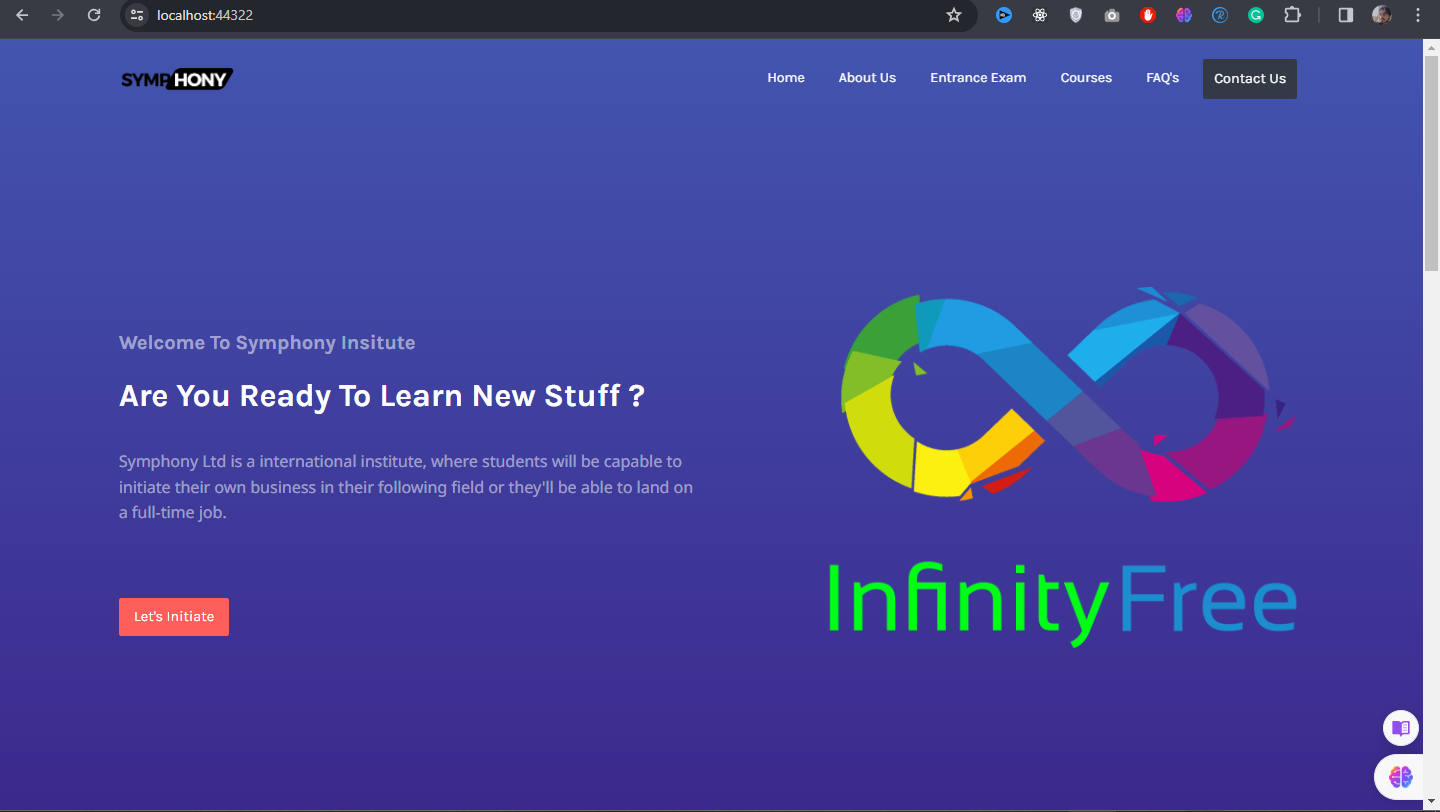 localhost:44322
SYMPHONY
Home
About Us
Entrance Exam
Courses
FAQ's
Contact Us
Welcome To Symphony Insitute
Are You Ready To Learn New Stuff ?
Symphony Ltd is a international institute, where students will be capable to
initiate their own business in their following field or they'll be able to land on
a full-time job.
Let's Initiate
InfinityFree